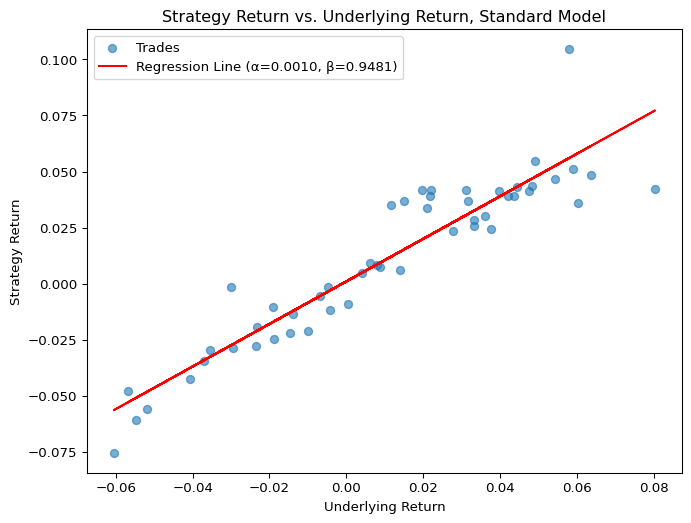 Strategy Return vs. Underlying Return, Standard Model
Trades
Regression Line (α=0.0010, β=0.9481)
0.100
0.075
0.050
0.025
0.000
−0.025
−0.050
−0.075
Strategy Return
−0.06 −0.04 −0.02 0.00 0.02 0.04 0.06 0.08
Underlying Return